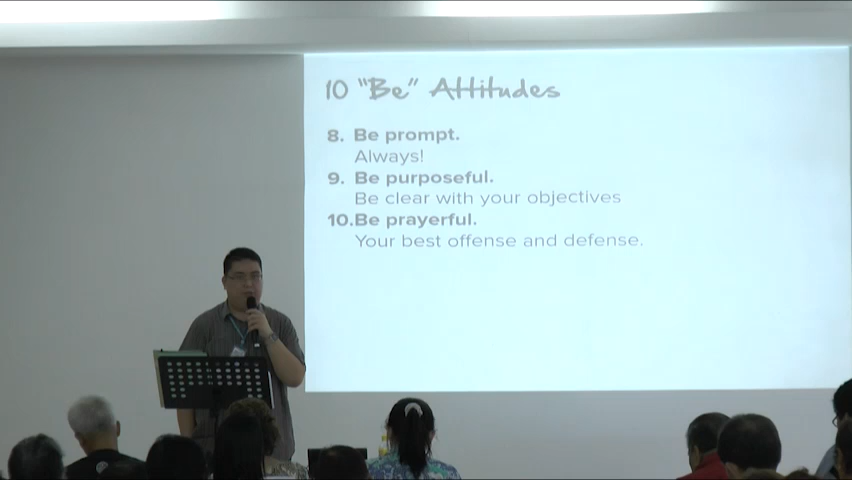 10 "Be" Attitudes
8. Be prompt.
Always!
9. Be purposeful.
Be clear with your objectives
10.Be prayerful.
Your best offense and defense.